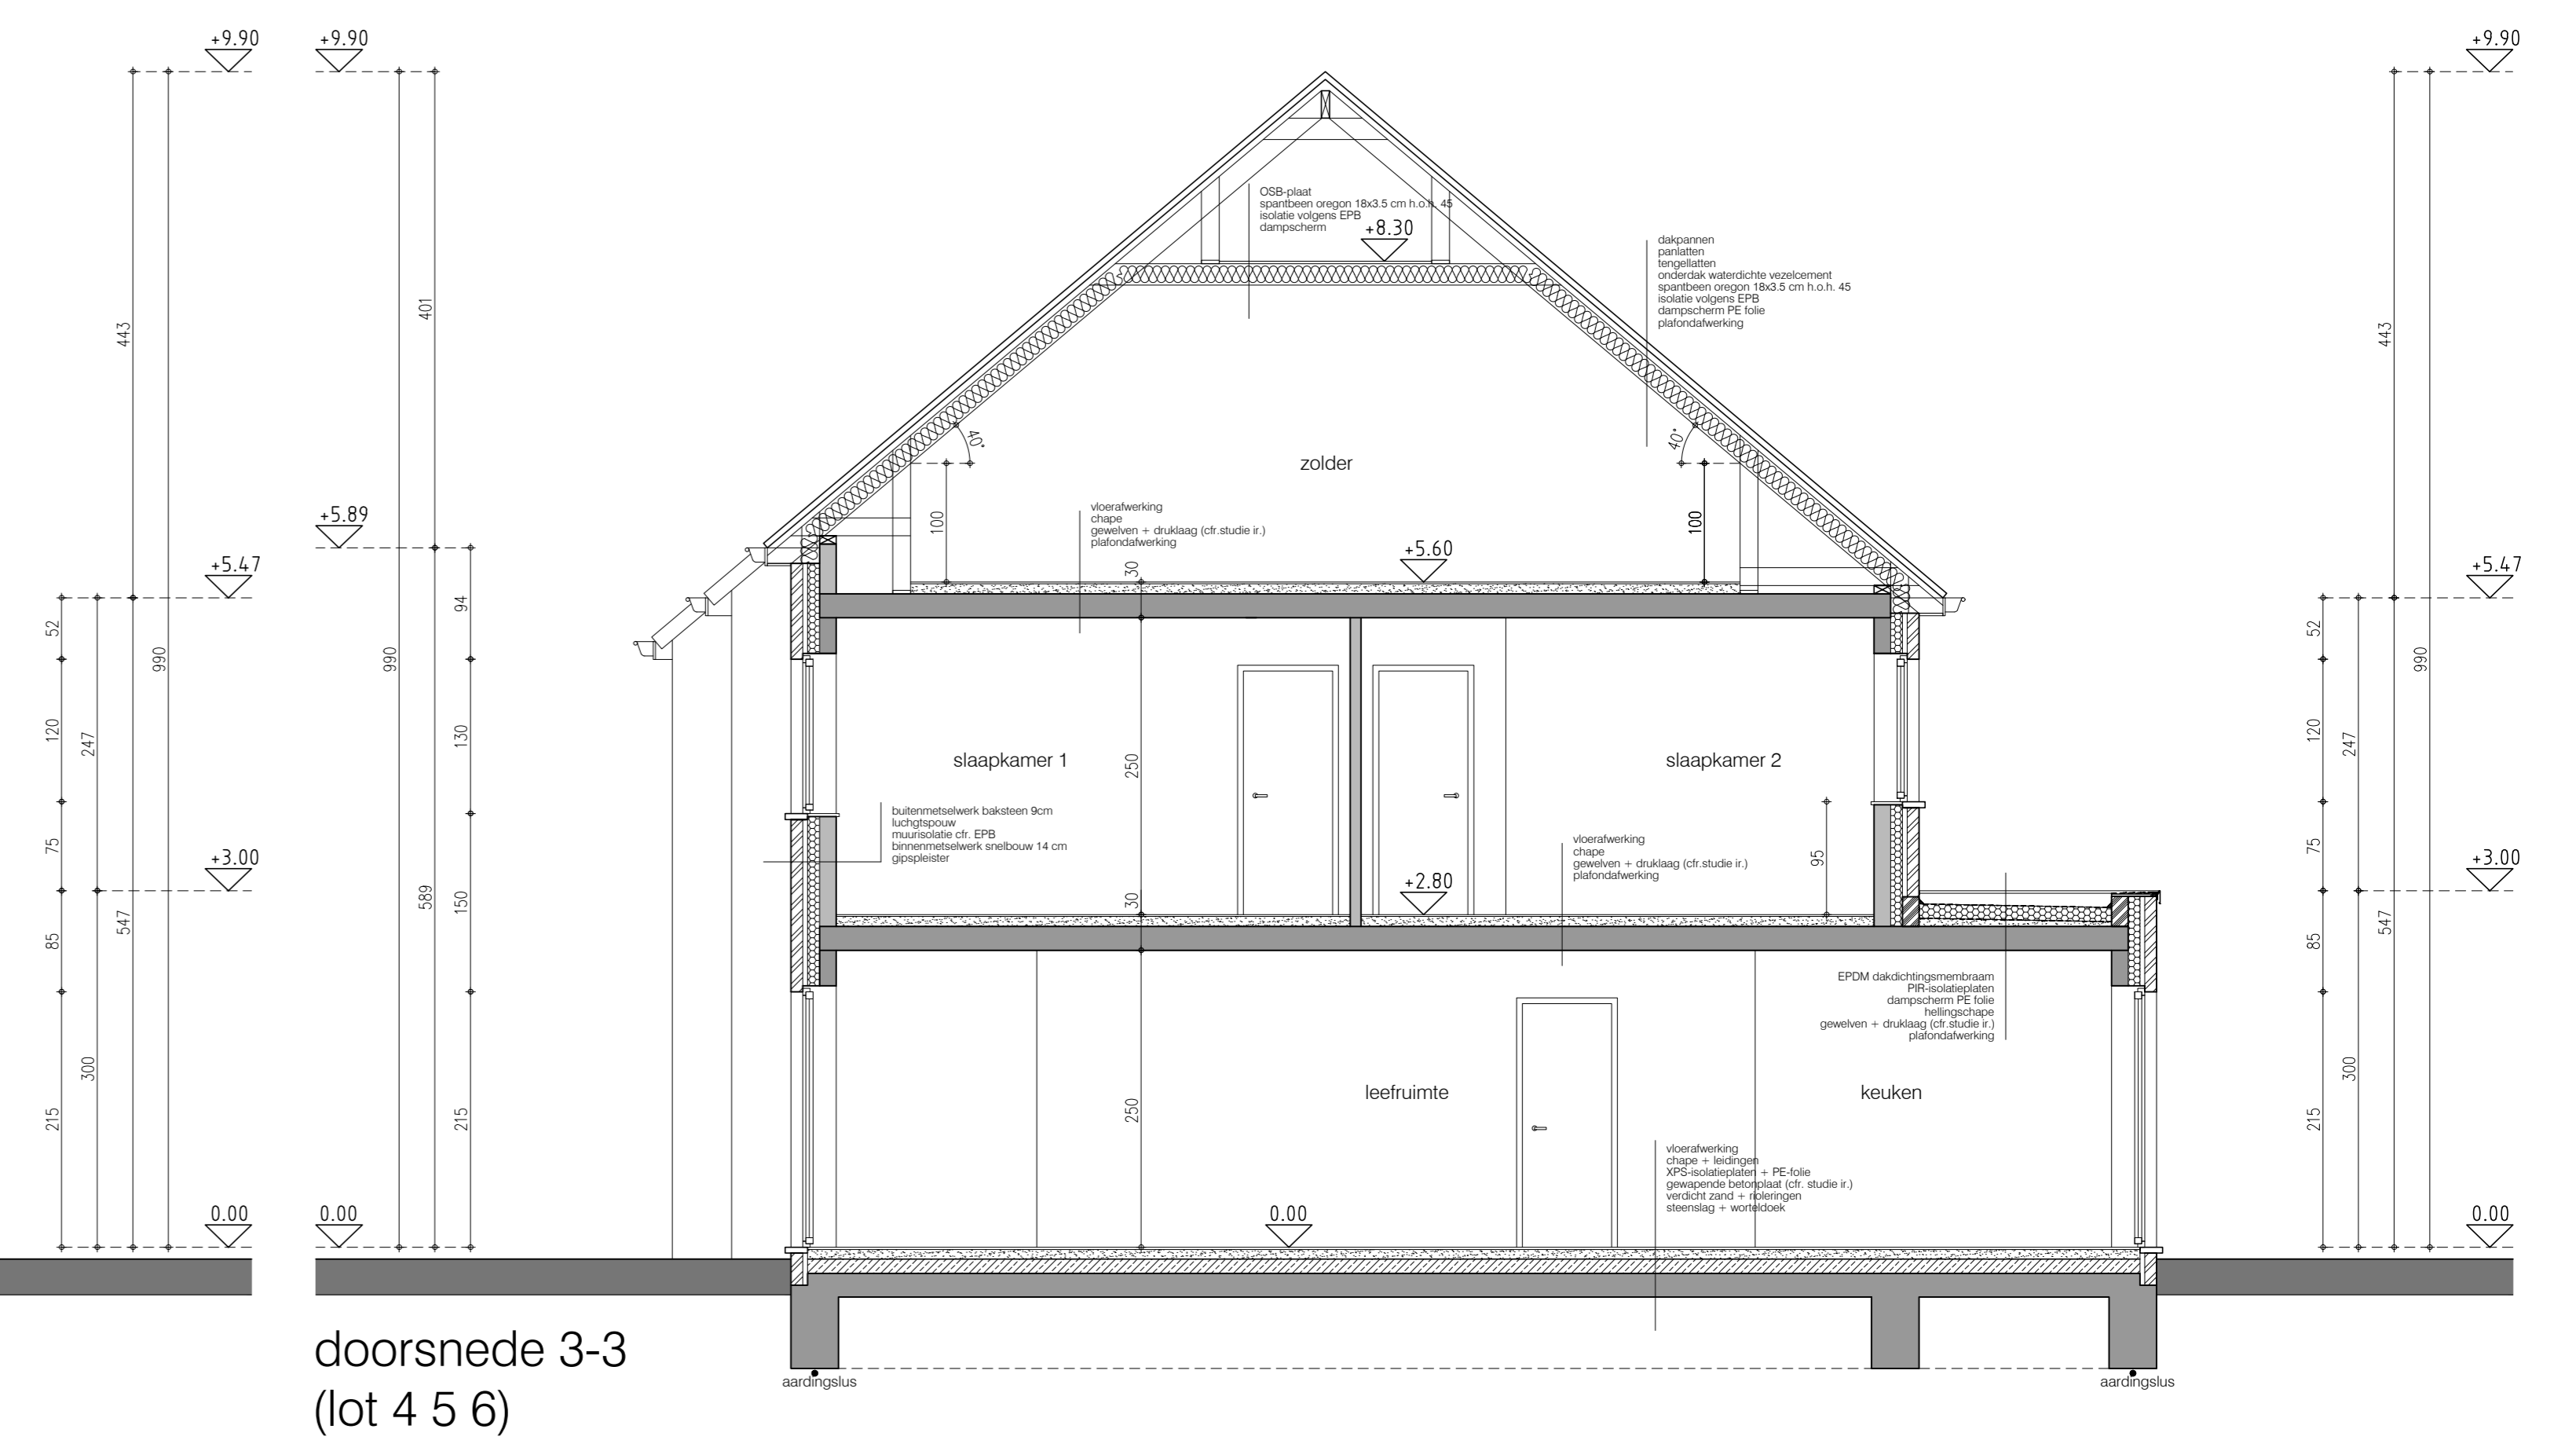 +9.90
+9.90
+9.90
OSB-plaat
spantbeen oregon 18x3.5 cm h.o.h. 45
isolatie volgens EPB
dampscherm
+8.30
dakpannen
panlatten
tengellatten
onderdak waterdichte vezelcement
spantbeen oregon 18x3.5 cm h.o.h. 45
isolatie volgens EPB
dampscherm PE folie
plafondafwerking
443
401
443
40°
40°
zolder
100
100
vloerafwerking
chape
gewelven + druklaag (cfr.studie ir.)
plafondafwerking
+5.89
+5.60
30
+5.47
+5.47
52
94
52
990
990
990
120
247
130
120
247
250
slaapkamer 1
slaapkamer 2
buitenmetselwerk baksteen 9cm
luchgtspouw
muurisolatie cfr. EPB
binnenmetselwerk snelbouw 14 cm
gipspleister
vloerafwerking
chape
gewelven + druklaag (cfr.studie ir.)
plafondafwerking
75
95
75
+3.00
+3.00
+2.80
30
589
150
547
547
85
85
EPDM dakdichtingsmembraam
PIR-isolatieplaten
dampscherm PE folie
hellingschape
gewelven + druklaag (cfr.studie ir.)
plafondafwerking
300
300
leefruimte
keuken
215
215
250
215
vloerafwerking
chape + leidingen
XPS-isolatieplaten + PE-folie
gewapende betonplaat (cfr. studie ir.)
verdicht zand + rioleringen
steenslag + worteldoek
0.00
0.00
0.00
0.00
doorsnede 3-3
(lot 4 5 6)
aardingslus
aardingslus